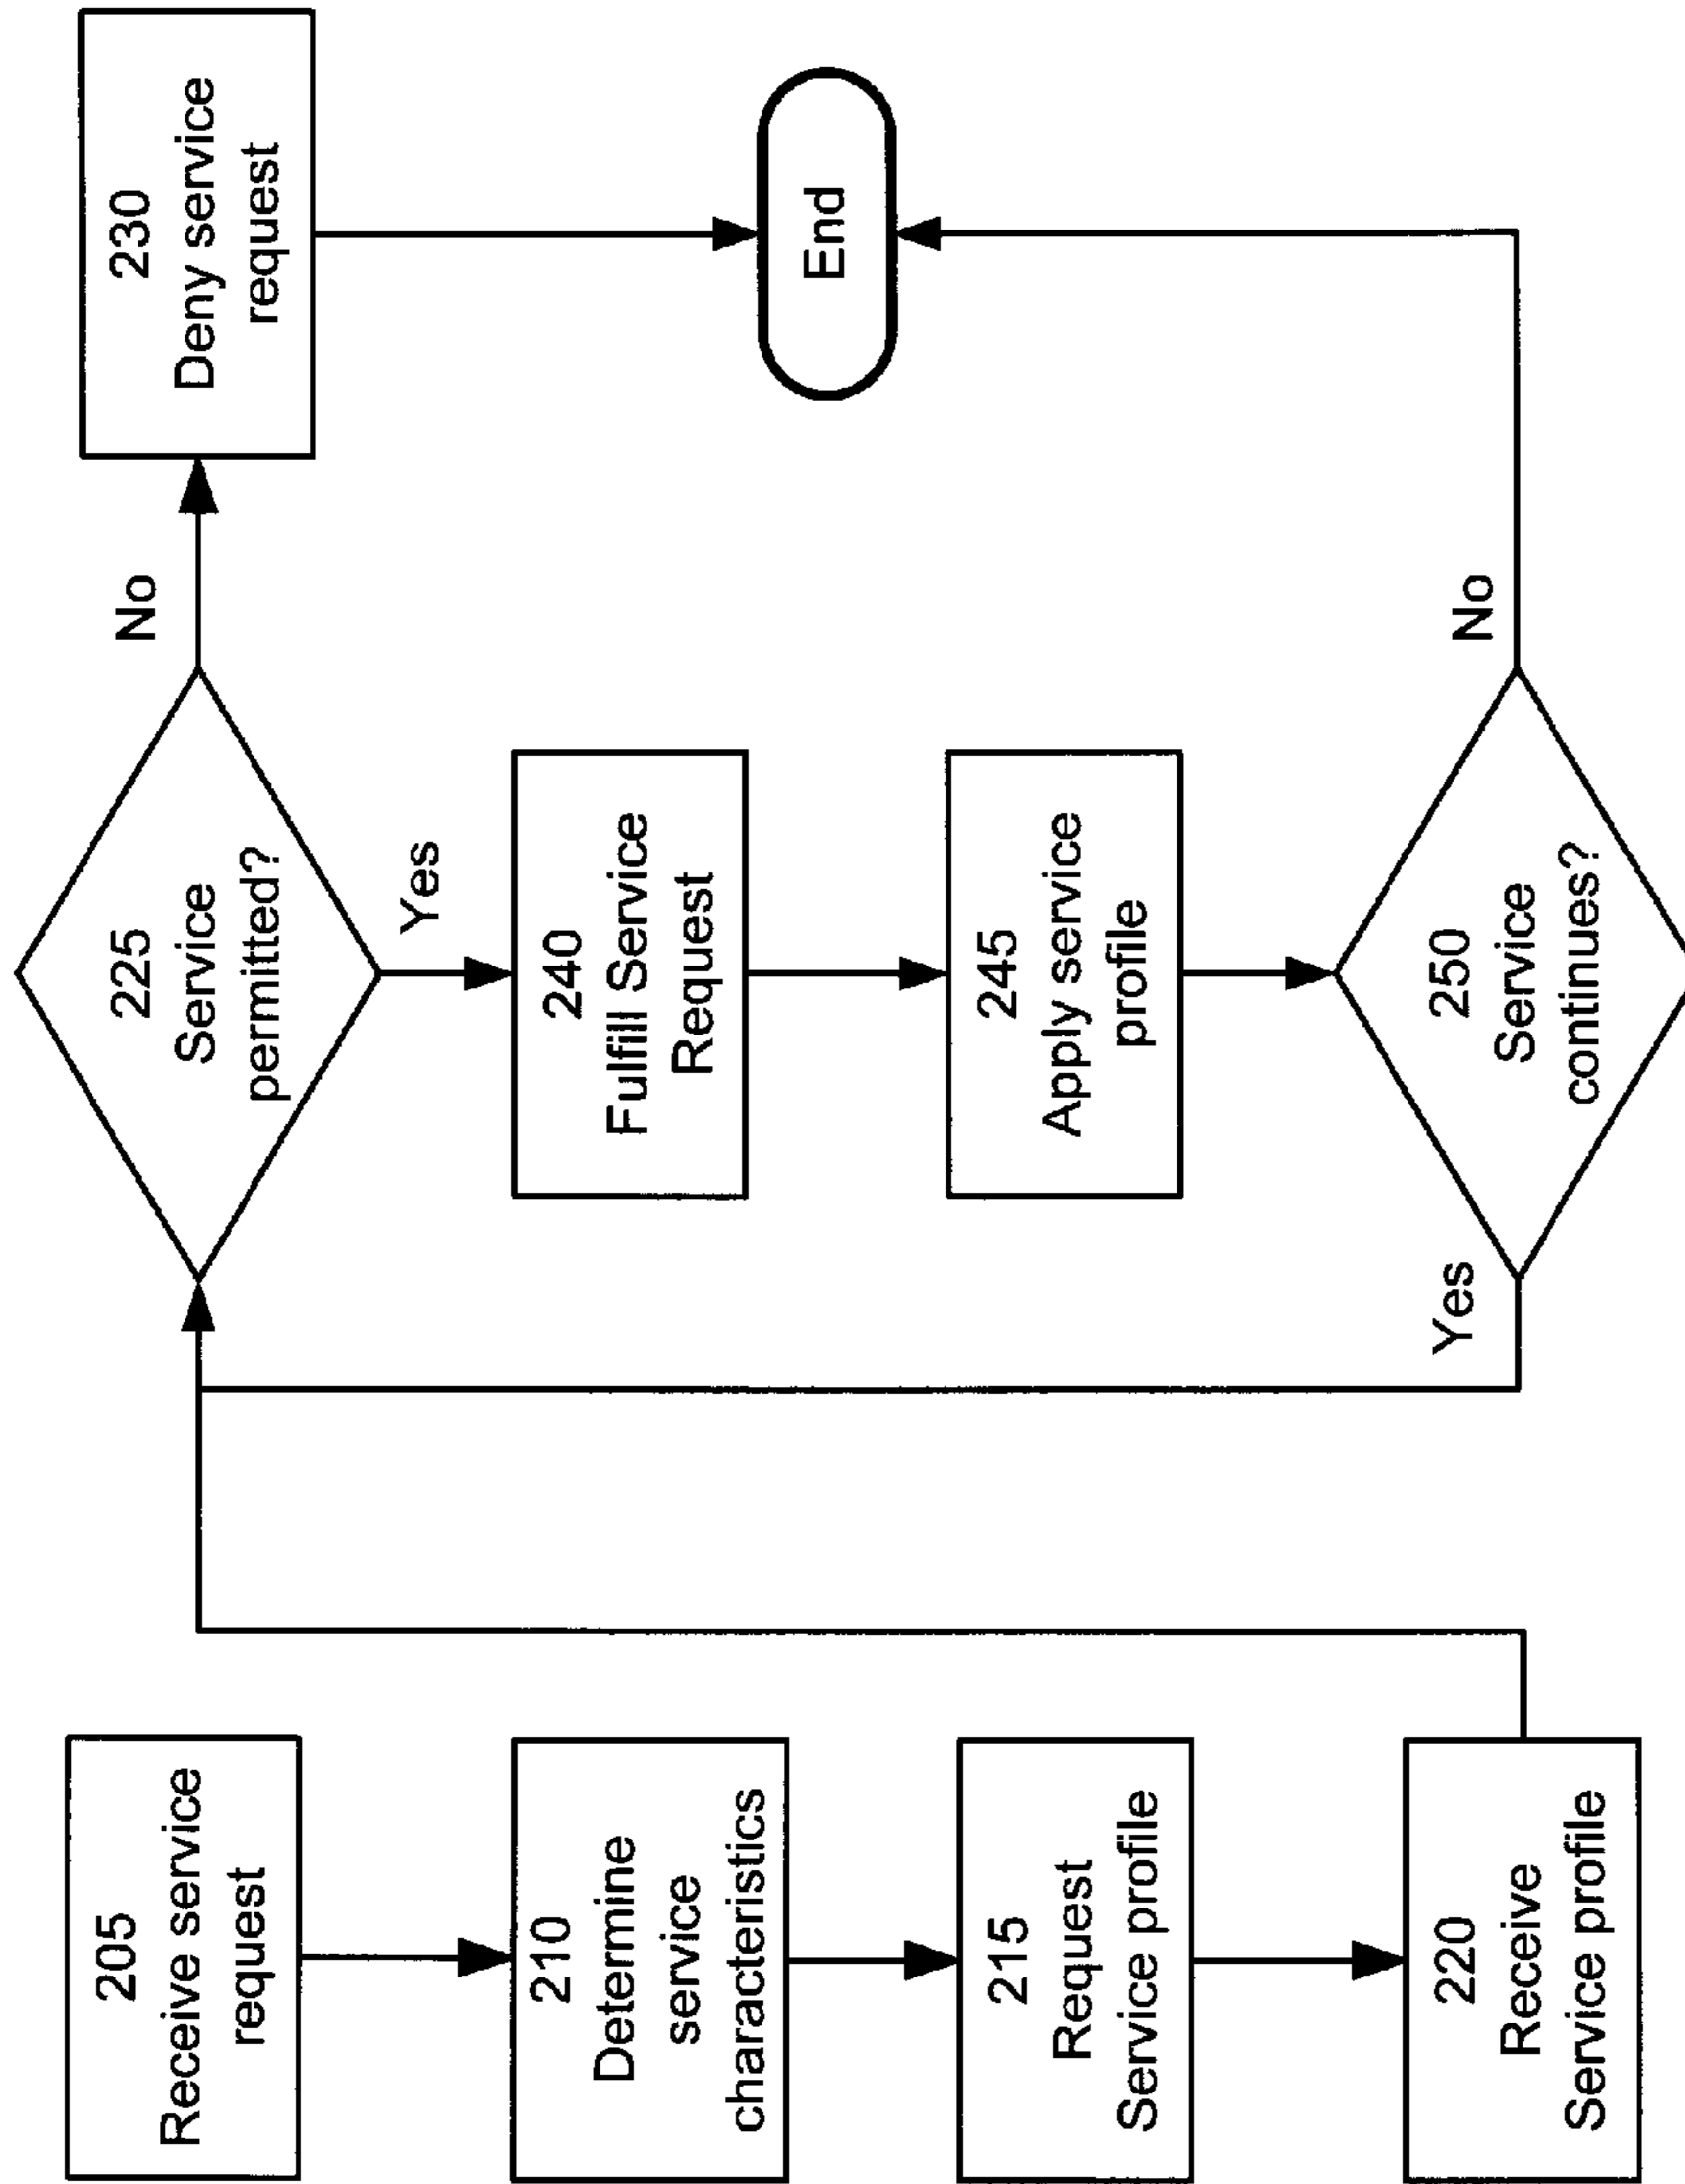 205
Receive service
request
210
Determine
service
characteristics
215
Request
Service profile
220
Receive
Service profile
225
Service
permitted?
No
Yes
230
Deny service
request
240
Fulfill Service
Request
245
Apply service
profile
250
Service
continues?
Yes
No
End